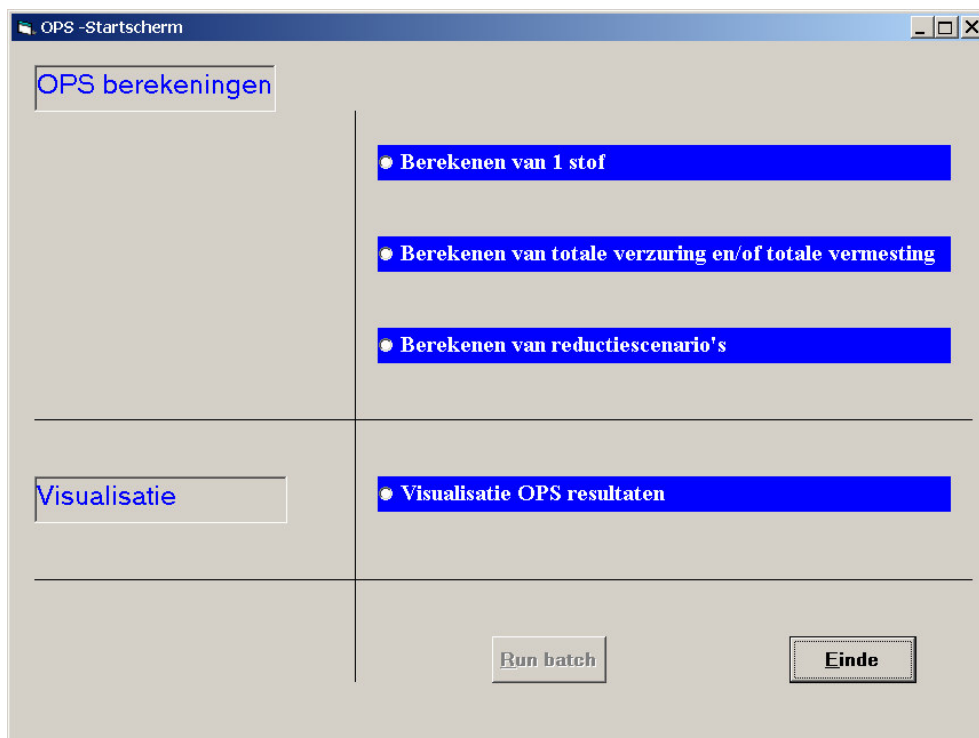 OPS -Startscherm
OPS berekeningen
Berekenen van 1 stof
Berekenen van totale verzuring en/of totale vermesting
Berekenen van reductiescenario's
Visualisatie
Visualisatie OPS resultaten
Run batch
Einde